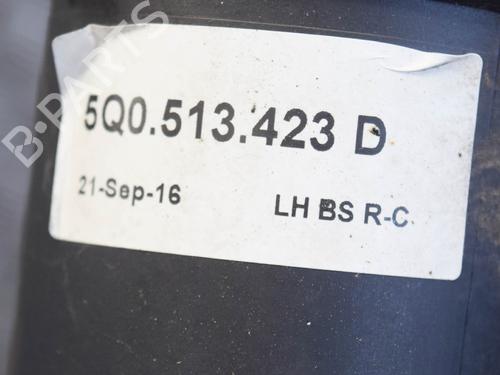 B-PARTS
5Q0.513.423 D
21-Sep-16 LH BS R-C